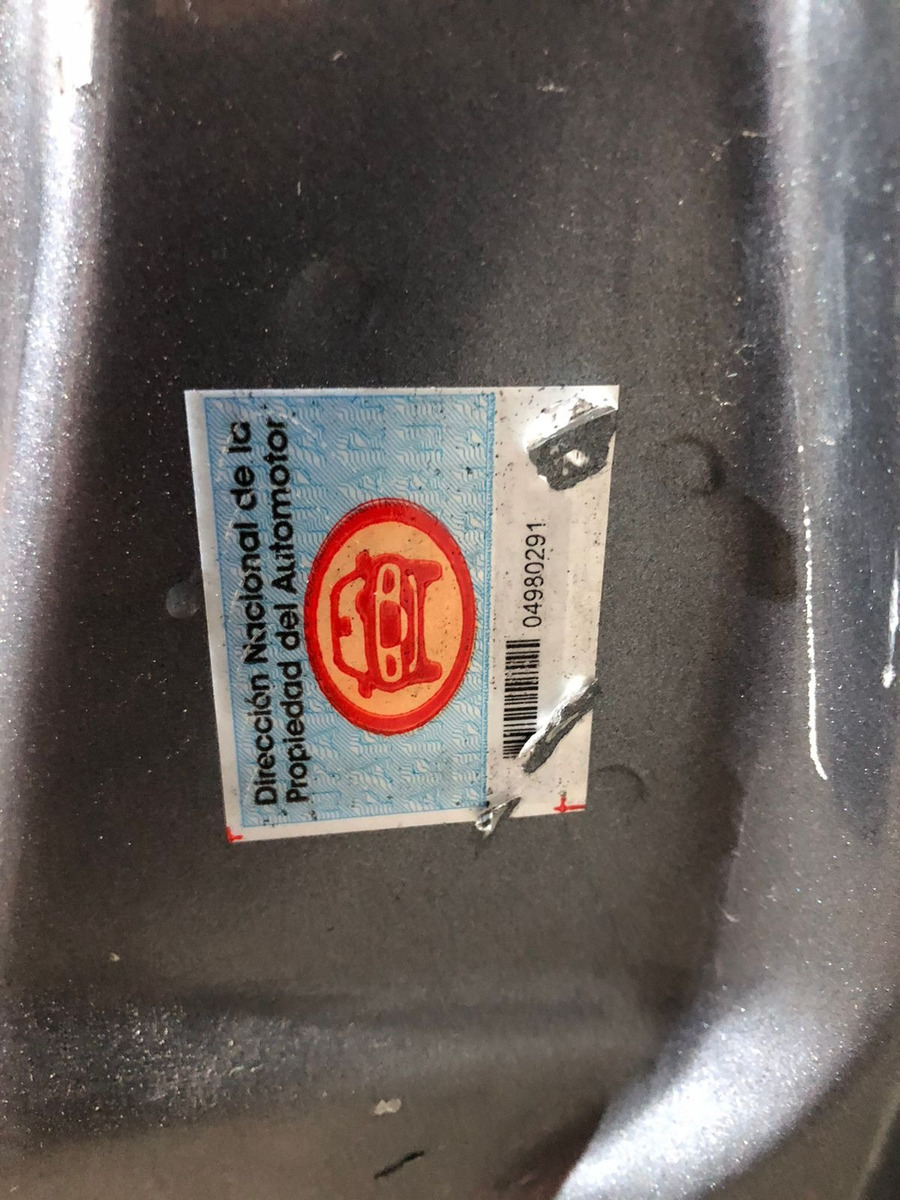 Dirección Nacional de la
Propiedad del Automotor
04980291